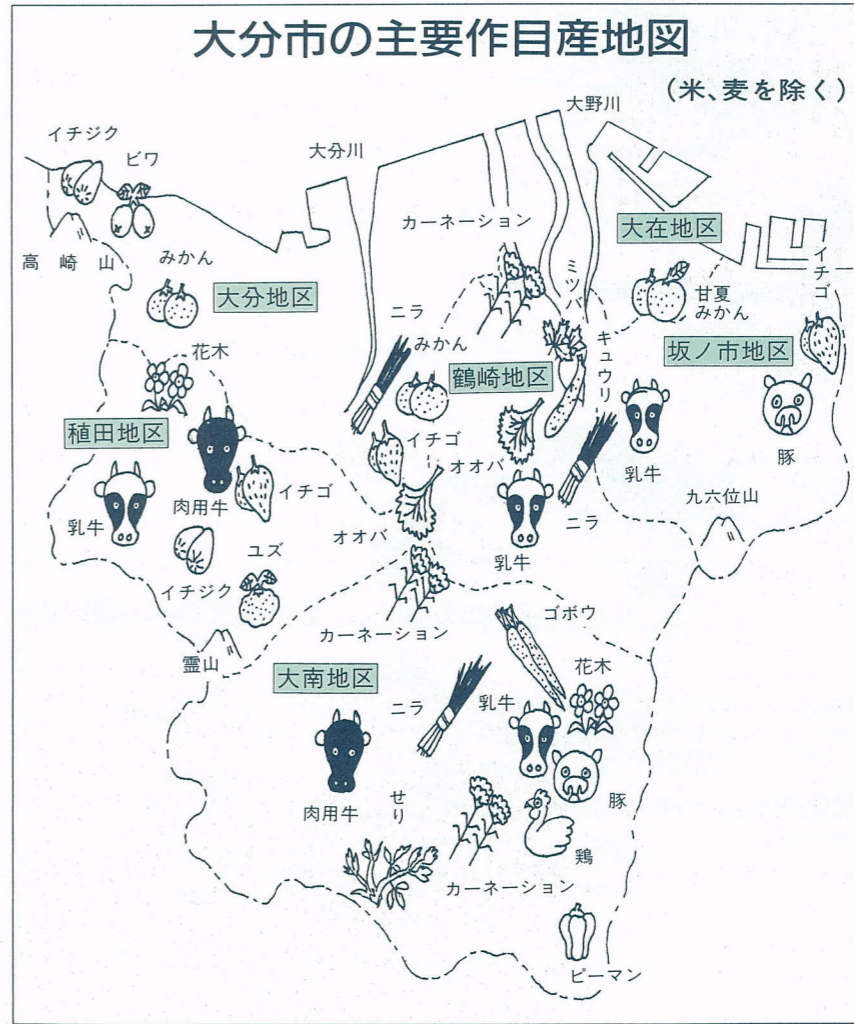 大分市の主要作目産地図
(米、麦を除く)
大野川
イチジク
ビワ
大分川
カーネーション
大在地区
高崎山
みかん
大分地区
ミツバ
イチゴ
甘夏
みかん
ニラ
みかん
花木
鶴崎地区
キュウリ
坂ノ市地区
稙田地区
イチゴ
オオバ
乳牛
豚
肉用牛
イチゴ
乳牛
ニラ
九六位山
オオバ
ユズ
乳牛
イチジク
カーネーション
ゴボウ
霊山
大南地区
花木
ニラ
乳牛
肉用牛
せり
豚
鶏
カーネーション
ピーマン